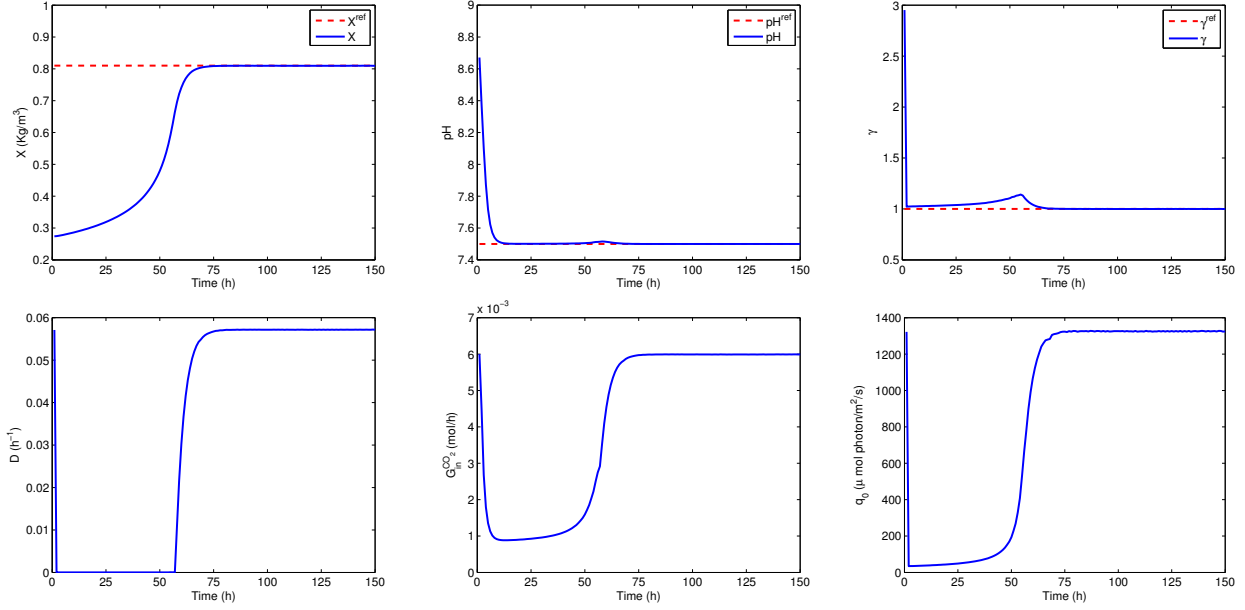 1
0.9
0.8
0.7
0.6
0.5
0.4
0.3
0.2
0 25 50 75 100 125 150
Time (h)
X (Kg/m³)
X^ref
X
9
8.8
8.6
8.4
8.2
8
7.8
7.6
7.4
0 25 50 75 100 125 150
Time (h)
pH
pH^ref
pH
3
2.5
2
1.5
1
0.5
0 25 50 75 100 125 150
Time (h)
γ
γ^ref
γ
0.06
0.05
0.04
0.03
0.02
0.01
0
0 25 50 75 100 125 150
Time (h)
D (h⁻¹)
x 10⁻³
7
6
5
4
3
2
1
0
0 25 50 75 100 125 150
Time (h)
G_in^CO₂ (mol/h)
1400
1200
1000
800
600
400
200
0
0 25 50 75 100 125 150
Time (h)
q₀ (μ mol photon/m²/s)